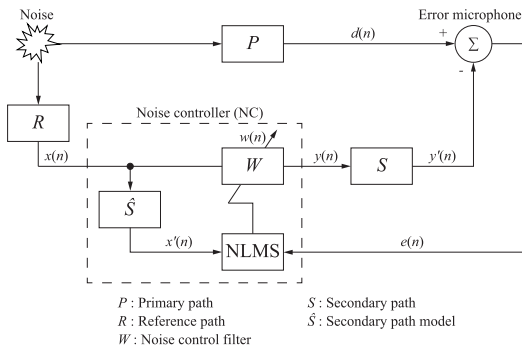 Noise
Error microphone
P
d(n)
+
Σ
-
R
Noise controller (NC)
w(n)
x(n)
W
y(n)
S
y'(n)
Ŝ
x'(n)
NLMS
e(n)
P : Primary path
S : Secondary path
R : Reference path
Ŝ : Secondary path model
W : Noise control filter